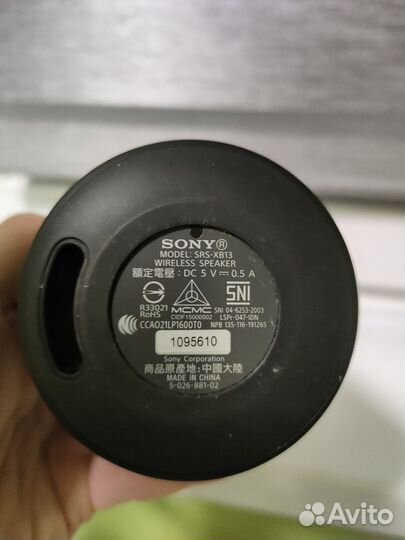 SONY®
MODEL: SRS-XB13
WIRELESS SPEAKER
額定電壓: DC 5 V ⎓ 0.5 A
R33021
RoHS
MCMC
CIDF15000002
SNI
SNI 04-6253-2003
LSPr-047-IDN
NPB 135-116-191265
CCAO21LP1600T0
1095610
Sony Corporation
商品原產地: 中國大陸
MADE IN CHINA
5-026-881-02
Avito